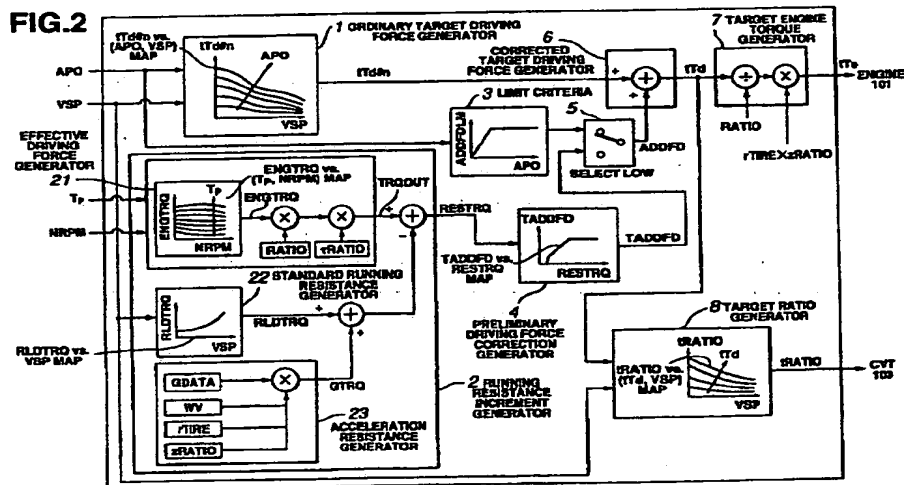 FIG.2
1 ORDINARY TARGET DRIVING
FORCE GENERATOR
tTd#n vs.
(APO, VSP)
MAP
tTd#n
APO
VSP
APO
VSP
tTd#n
6
CORRECTED
TARGET DRIVING
FORCE GENERATOR
+
+
+
tTd
7 TARGET ENGINE
TORQUE
GENERATOR
÷
×
RATIO
rTIRE×zRATIO
tTe
ENGINE
101
3 LIMIT CRITERIA
ADDFDLM
APO
5
ADDFD
SELECT LOW
EFFECTIVE
DRIVING
FORCE
GENERATOR
21
TP
NRPM
ENGTRQ vs.
(TP, NRPM) MAP
TP
ENGTRQ
NRPM
ENGTRQ
×
×
RATIO
zRATIO
TRQOUT
+
+
−
RESTRQ
TADDFD
RESTRQ
TADDFD vs.
RESTRQ
MAP
TADDFD
4
PRELIMINARY
DRIVING FORCE
CORRECTION
GENERATOR
22 STANDARD RUNNING
RESISTANCE
GENERATOR
RLDTRQ
VSP
RLDTRQ
RLDTRQ vs.
VSP MAP
+
+
+
GTRQ
GDATA
WV
rTIRE
zRATIO
×
23
ACCELERATION
RESISTANCE
GENERATOR
2 RUNNING
RESISTANCE
INCREMENT
GENERATOR
8 TARGET RATIO
GENERATOR
tRATIO
tTd
tRATIO
vs.
(tTd, VSP)
MAP
VSP
tRATIO
CVT
103